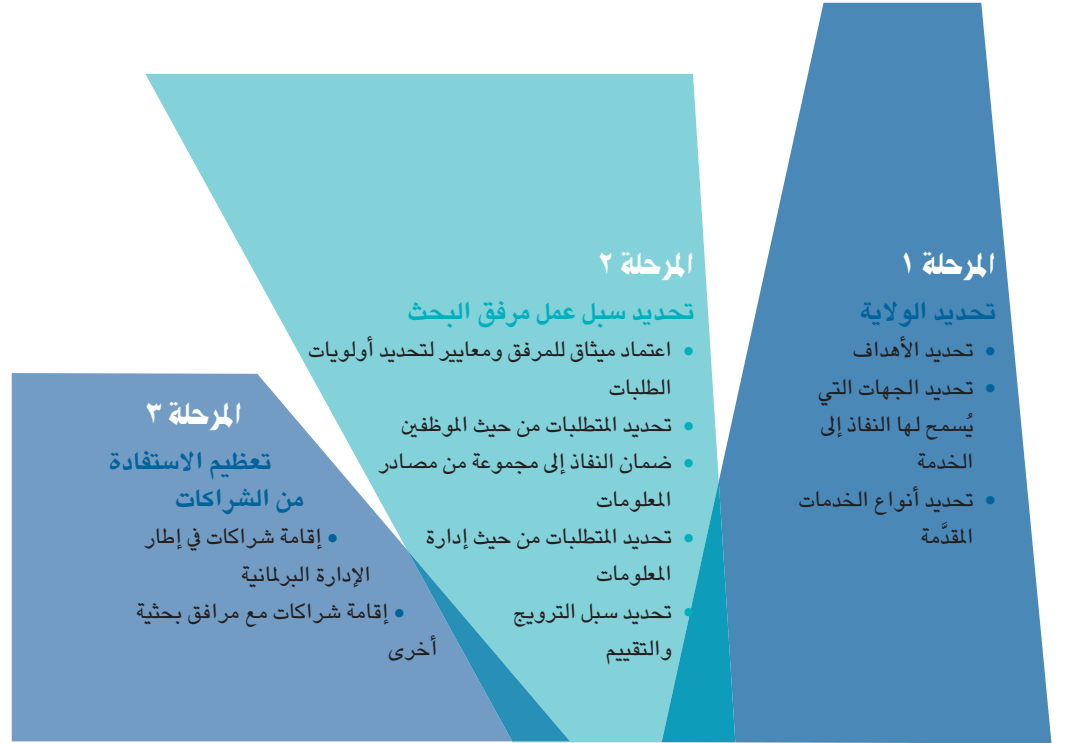 المرحلة ١
تحديد الولاية
• تحديد الأهداف
• تحديد الجهات التي
يُسمح لها النفاذ إلى
الخدمة
• تحديد أنواع الخدمات
المقدَّمة
المرحلة ٢
تحديد سبل عمل مرفق البحث
• اعتماد ميثاق للمرفق ومعايير لتحديد أولويات
الطلبات
• تحديد المتطلبات من حيث الموظفين
• ضمان النفاذ إلى مجموعة من مصادر
المعلومات
• تحديد المتطلبات من حيث إدارة
المعلومات
• تحديد سبل الترويج
والتقييم
المرحلة ٣
تعظيم الاستفادة
من الشراكات
• إقامة شراكات في إطار
الإدارة البرلمانية
• إقامة شراكات مع مرافق بحثية
أخرى